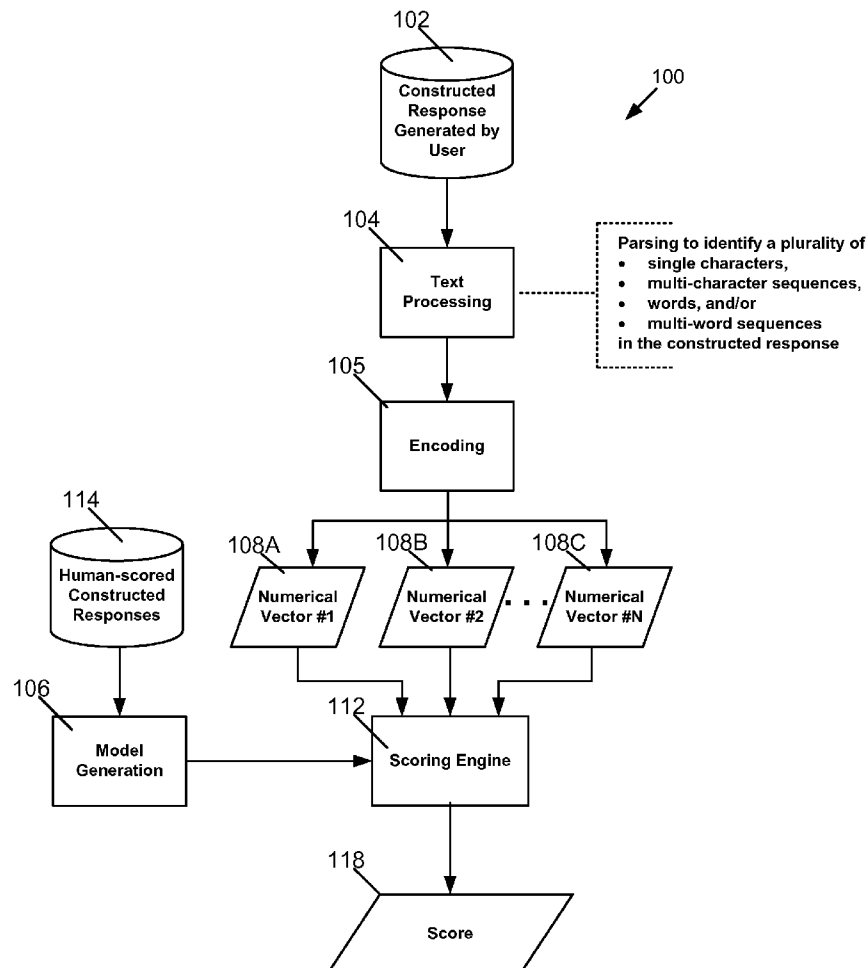 102
Constructed
Response
Generated by
User
100
104
Text
Processing
Parsing to identify a plurality of
• single characters,
• multi-character sequences,
• words, and/or
• multi-word sequences
in the constructed response
105
Encoding
114
Human-scored
Constructed
Responses
108A
Numerical
Vector #1
108B
Numerical
Vector #2
. . .
108C
Numerical
Vector #N
106
Model
Generation
112
Scoring Engine
118
Score